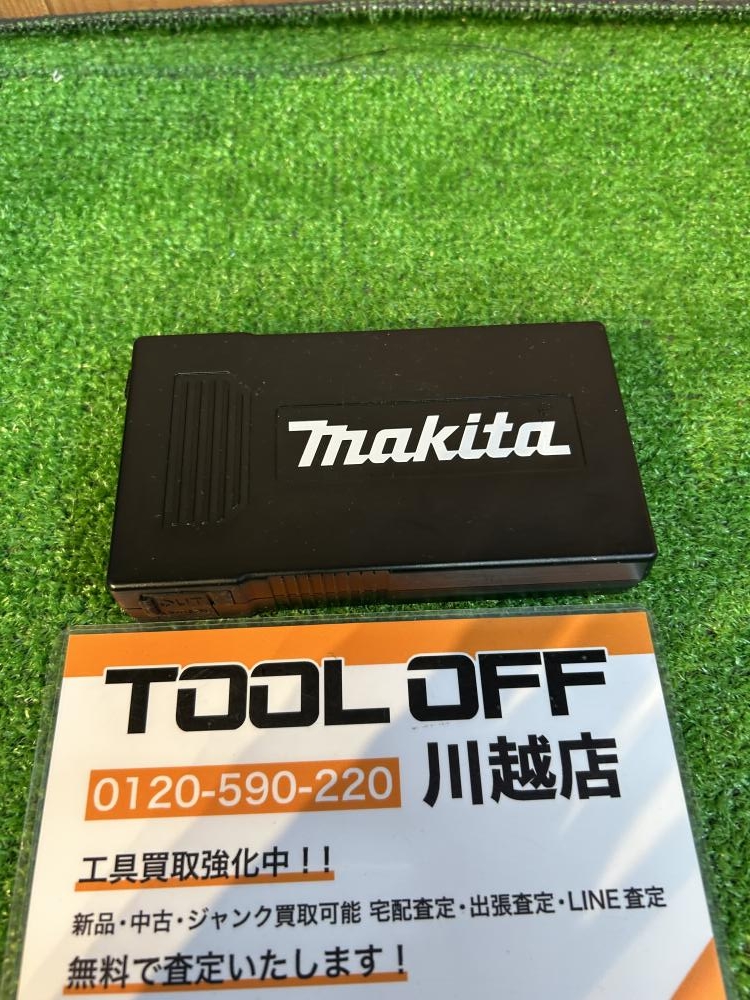 makita
OUT
TOOL OFF
0120-590-220 川越店
工具買取強化中!!
新品・中古・ジャンク買取可能 宅配査定・出張査定・LINE査定
無料で査定いたします!